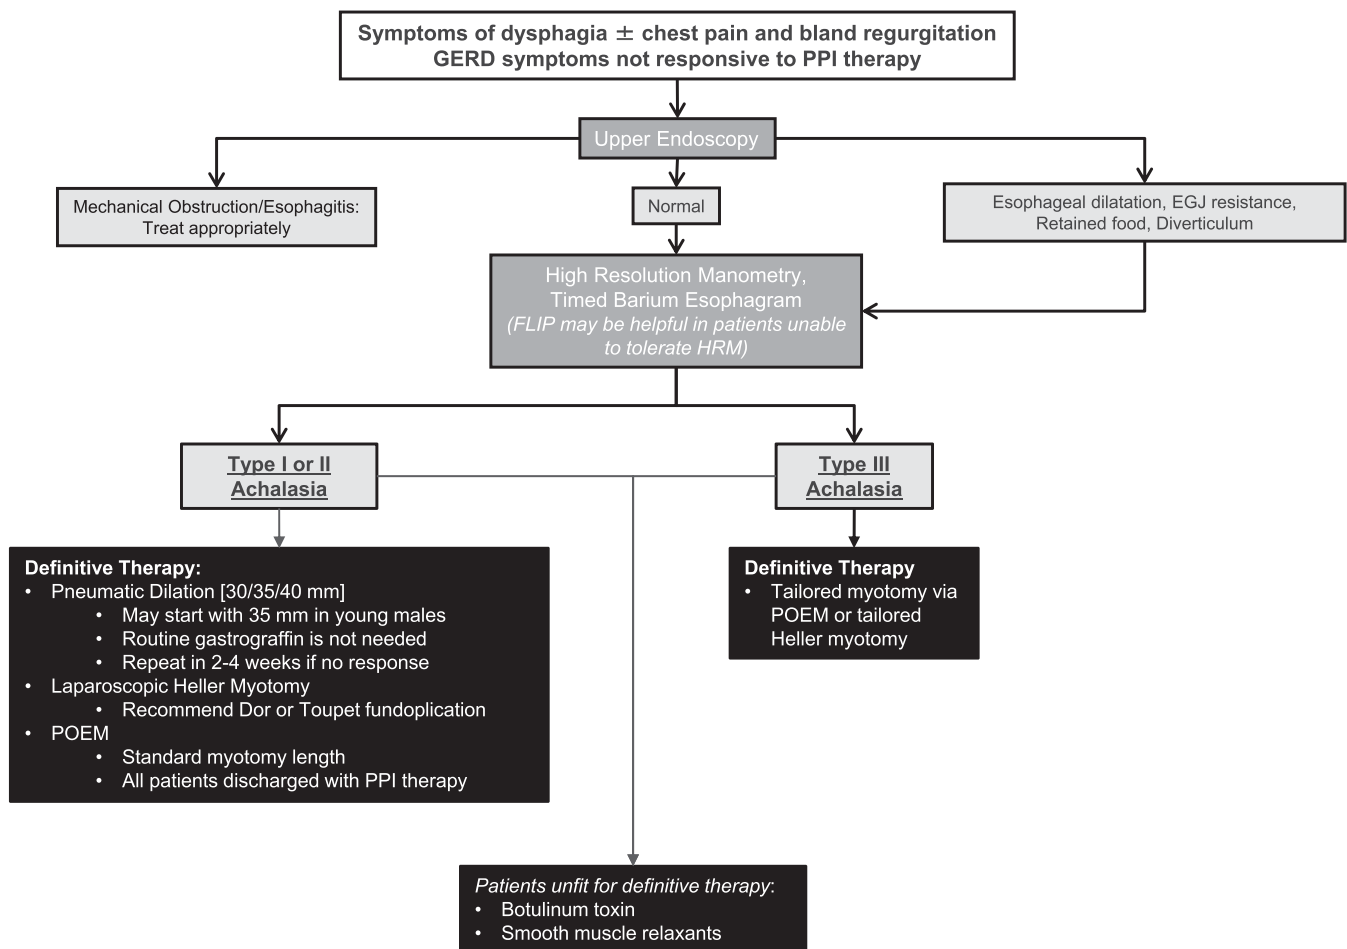 Symptoms of dysphagia ± chest pain and bland regurgitation
GERD symptoms not responsive to PPI therapy
Upper Endoscopy
Mechanical Obstruction/Esophagitis:
Treat appropriately
Normal
Esophageal dilatation, EGJ resistance,
Retained food, Diverticulum
High Resolution Manometry,
Timed Barium Esophagram
(FLIP may be helpful in patients unable
to tolerate HRM)
Type I or II
Achalasia
Type III
Achalasia
Definitive Therapy:
• Pneumatic Dilation [30/35/40 mm]
• May start with 35 mm in young males
• Routine gastrograffin is not needed
• Repeat in 2-4 weeks if no response
• Laparoscopic Heller Myotomy
• Recommend Dor or Toupet fundoplication
• POEM
• Standard myotomy length
• All patients discharged with PPI therapy
Definitive Therapy
• Tailored myotomy via
POEM or tailored
Heller myotomy
Patients unfit for definitive therapy:
• Botulinum toxin
• Smooth muscle relaxants